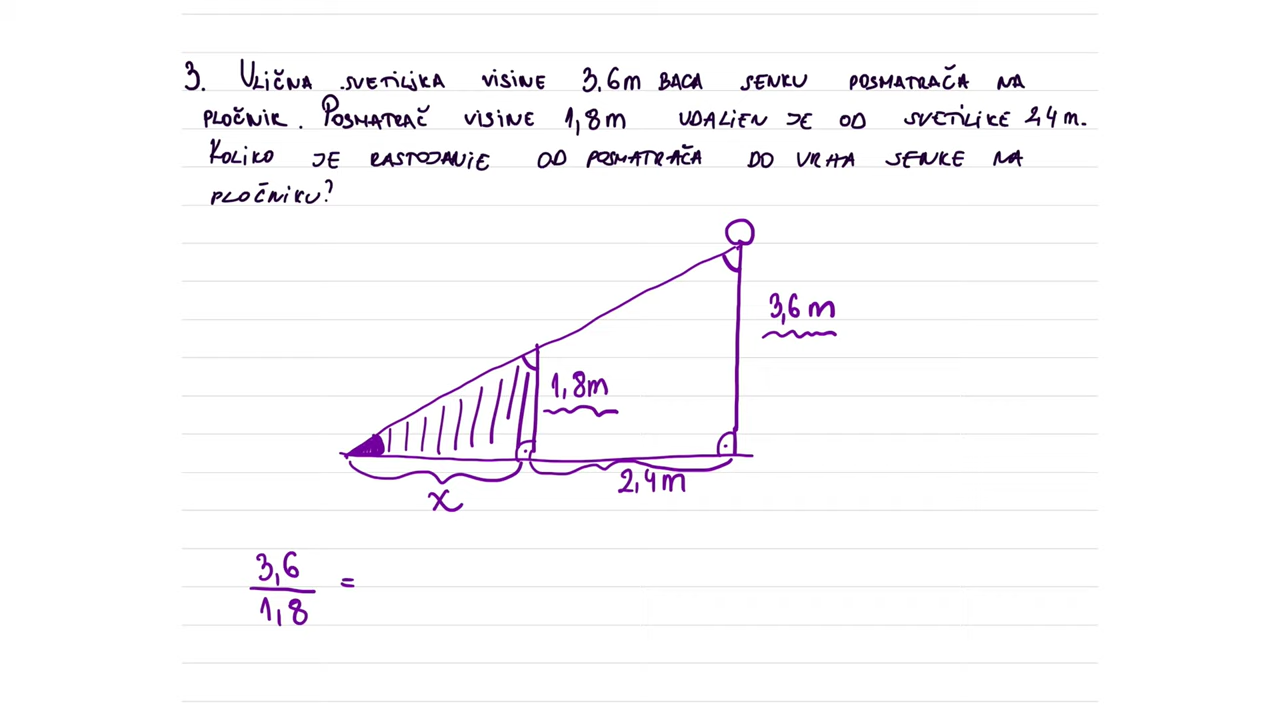 3. ULIČNA SVETILJKA VISINE 3,6m BACA SENKU POSMATRAČA NA
PLOČNIK. POSMATRAČ VISINE 1,8m UDALJEN JE OD SVETILJKE 2,4m.
KOLIKO JE RASTOJANJE OD POSMATRAČA DO VRHA SENKE NA
PLOČNIKU?
3,6m
1,8m
2,4m
x
3,6
1,8
=